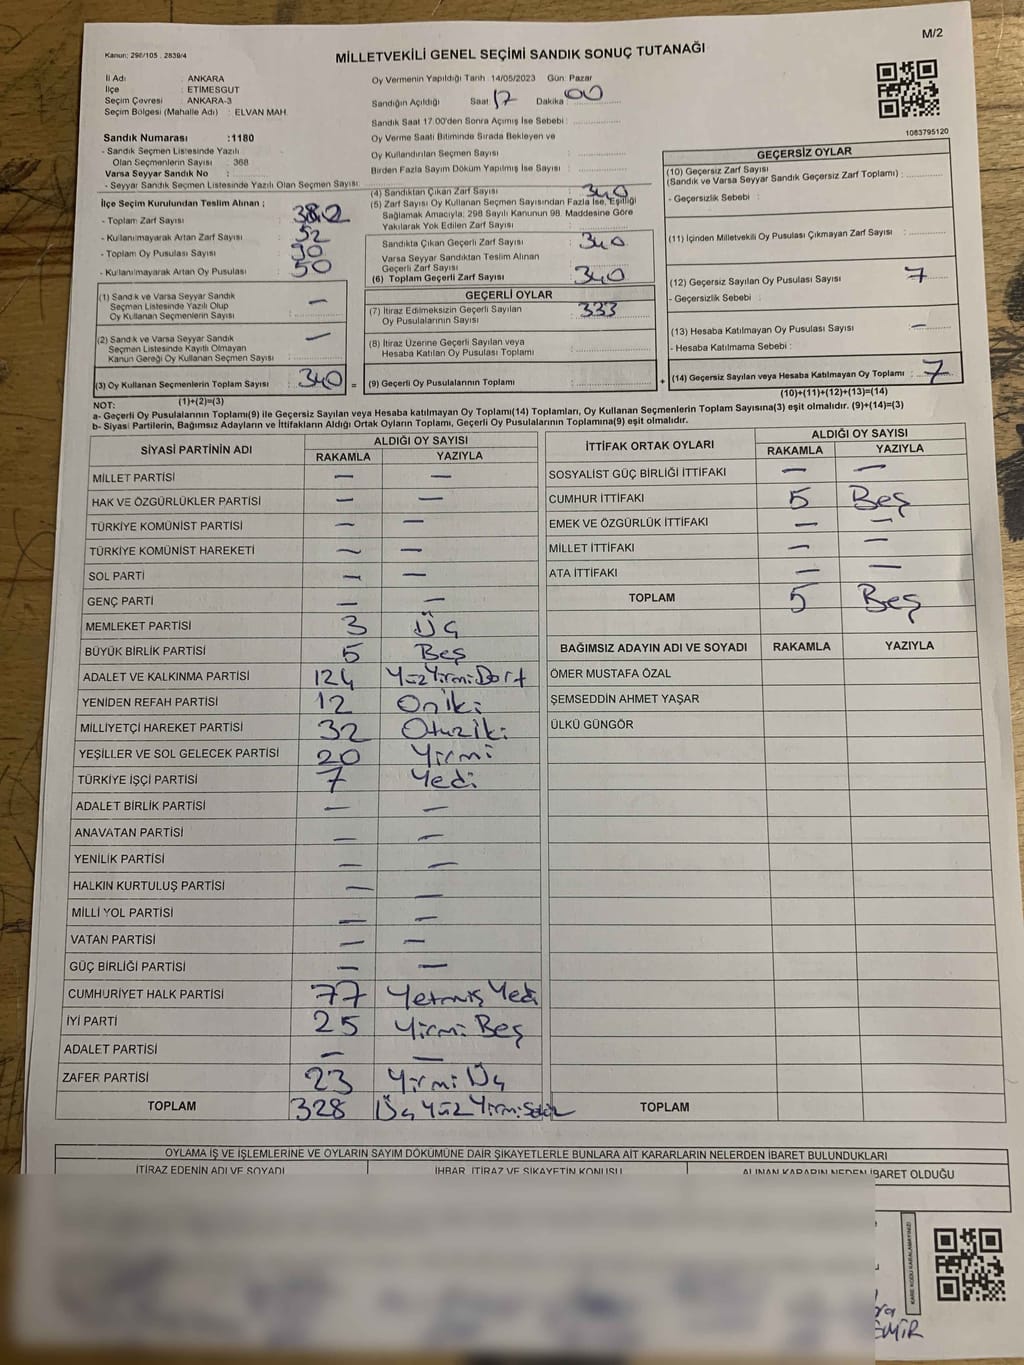 M/2
Kanun: 298/105 . 2839/4
MİLLETVEKİLİ GENEL SEÇİMİ SANDIK SONUÇ TUTANAĞI
İl Adı : ANKARA
İlçe : ETİMESGUT
Seçim Çevresi : ANKARA-3
Seçim Bölgesi (Mahalle Adı) : ELVAN MAH.
Sandık Numarası :1180
- Sandık Seçmen Listesinde Yazılı
Olan Seçmenlerin Sayısı : 368
Varsa Seyyar Sandık No :
- Seyyar Sandık Seçmen Listesinde Yazılı Olan Seçmen Sayısı:
İlçe Seçim Kurulundan Teslim Alınan ;
- Toplam Zarf Sayısı : 382
- Kullanılmayarak Artan Zarf Sayısı : 52
- Toplam Oy Pusulası Sayısı :
- Kullanılmayarak Artan Oy Pusulası : 50
(1) Sandık ve Varsa Seyyar Sandık
Seçmen Listesinde Yazılı Olup
Oy Kullanan Seçmenlerin Sayısı : —
(2) Sandık ve Varsa Seyyar Sandık
Seçmen Listesinde Kayıtlı Olmayan
Kanun Gereği Oy Kullanan Seçmen Sayısı : —
(3) Oy Kullanan Seçmenlerin Toplam Sayısı : 340 =
(1)+(2)=(3)
Oy Vermenin Yapıldığı Tarih : 14/05/2023 Gün: Pazar
Sandığın Açıldığı Saat 17 Dakika 00
Sandık Saat 17:00'den Sonra Açımış İse Sebebi :
Oy Verme Saati Bitiminde Sırada Bekleyen ve
Oy Kullandırılan Seçmen Sayısı :
Birden Fazla Sayım Döküm Yapılmış İse Sayısı :
(4) Sandıktan Çıkan Zarf Sayısı : 340
(5) Zarf Sayısı Oy Kullanan Seçmen Sayısından Fazla İse, Eşitliği
Sağlamak Amacıyla, 298 Sayılı Kanunun 98. Maddesine Göre
Yakılarak Yok Edilen Zarf Sayısı :
Sandıkta Çıkan Geçerli Zarf Sayısı : 340
Varsa Seyyar Sandıktan Teslim Alınan
Geçerli Zarf Sayısı :
(6) Toplam Geçerli Zarf Sayısı : 340
GEÇERLİ OYLAR
(7) İtiraz Edilmeksizin Geçerli Sayılan
Oy Pusulalarının Sayısı : 333
(8) İtiraz Üzerine Geçerli Sayılan veya
Hesaba Katılan Oy Pusulası Toplamı :
(9) Geçerli Oy Pusulalarının Toplamı : +
1083795120
GEÇERSİZ OYLAR
(10) Geçersiz Zarf Sayısı
(Sandık ve Varsa Seyyar Sandık Geçersiz Zarf Toplamı) :
- Geçersizlik Sebebi :
(11) İçinden Milletvekili Oy Pusulası Çıkmayan Zarf Sayısı :
(12) Geçersiz Sayılan Oy Pusulası Sayısı : 7
- Geçersizlik Sebebi :
(13) Hesaba Katılmayan Oy Pusulası Sayısı : —
- Hesaba Katılmama Sebebi :
(14) Geçersiz Sayılan veya Hesaba Katılmayan Oy Toplamı : 7
(10)+(11)+(12)+(13)=(14)
NOT:
a- Geçerli Oy Pusulalarının Toplamı(9) ile Geçersiz Sayılan veya Hesaba katılmayan Oy Toplamı(14) Toplamları, Oy Kullanan Seçmenlerin Toplam Sayısına(3) eşit olmalıdır. (9)+(14)=(3)
b- Siyasi Partilerin, Bağımsız Adayların ve İttifakların Aldığı Ortak Oyların Toplamı, Geçerli Oy Pusulalarının Toplamına(9) eşit olmalıdır.
SİYASİ PARTİNİN ADI ALDIĞI OY SAYISI
RAKAMLA YAZIYLA
MİLLET PARTİSİ — —
HAK VE ÖZGÜRLÜKLER PARTİSİ — —
TÜRKİYE KOMÜNİST PARTİSİ — —
TÜRKİYE KOMÜNİST HAREKETİ — —
SOL PARTİ — —
GENÇ PARTİ — —
MEMLEKET PARTİSİ 3 Üç
BÜYÜK BİRLİK PARTİSİ 5 Beş
ADALET VE KALKINMA PARTİSİ 124 YüzYirmiDört
YENİDEN REFAH PARTİSİ 12 Oniki
MİLLİYETÇİ HAREKET PARTİSİ 32 Otuziki
YEŞİLLER VE SOL GELECEK PARTİSİ 20 Yirmi
TÜRKİYE İŞÇİ PARTİSİ 7 Yedi
ADALET BİRLİK PARTİSİ — —
ANAVATAN PARTİSİ — —
YENİLİK PARTİSİ — —
HALKIN KURTULUŞ PARTİSİ — —
MİLLİ YOL PARTİSİ — —
VATAN PARTİSİ — —
GÜÇ BİRLİĞİ PARTİSİ — —
CUMHURİYET HALK PARTİSİ 77 Yetmiş Yedi
İYİ PARTİ 25 Yirmi Beş
ADALET PARTİSİ — —
ZAFER PARTİSİ 23 Yirmi Üç
TOPLAM 328 Üç Yüz Yirmi Sekiz
İTTİFAK ORTAK OYLARI ALDIĞI OY SAYISI
RAKAMLA YAZIYLA
SOSYALİST GÜÇ BİRLİĞİ İTTİFAKI — —
CUMHUR İTTİFAKI 5 Beş
EMEK VE ÖZGÜRLÜK İTTİFAKI — —
MİLLET İTTİFAKI — —
ATA İTTİFAKI — —
TOPLAM 5 Beş
BAĞIMSIZ ADAYIN ADI VE SOYADI RAKAMLA YAZIYLA
ÖMER MUSTAFA ÖZAL
ŞEMSEDDİN AHMET YAŞAR
ÜLKÜ GÜNGÖR
TOPLAM
OYLAMA İŞ VE İŞLEMLERİNE VE OYLARIN SAYIM DÖKÜMÜNE DAİR ŞİKAYETLERLE BUNLARA AİT KARARLARIN NELERDEN İBARET BULUNDUKLARI
İTİRAZ EDENİN ADI VE SOYADI İHBAR, İTİRAZ VE ŞİKAYETİN KONUSU ALINAN KARARIN NEDEN İBARET OLDUĞU
KARE KODU KARALAMAYINIZ!